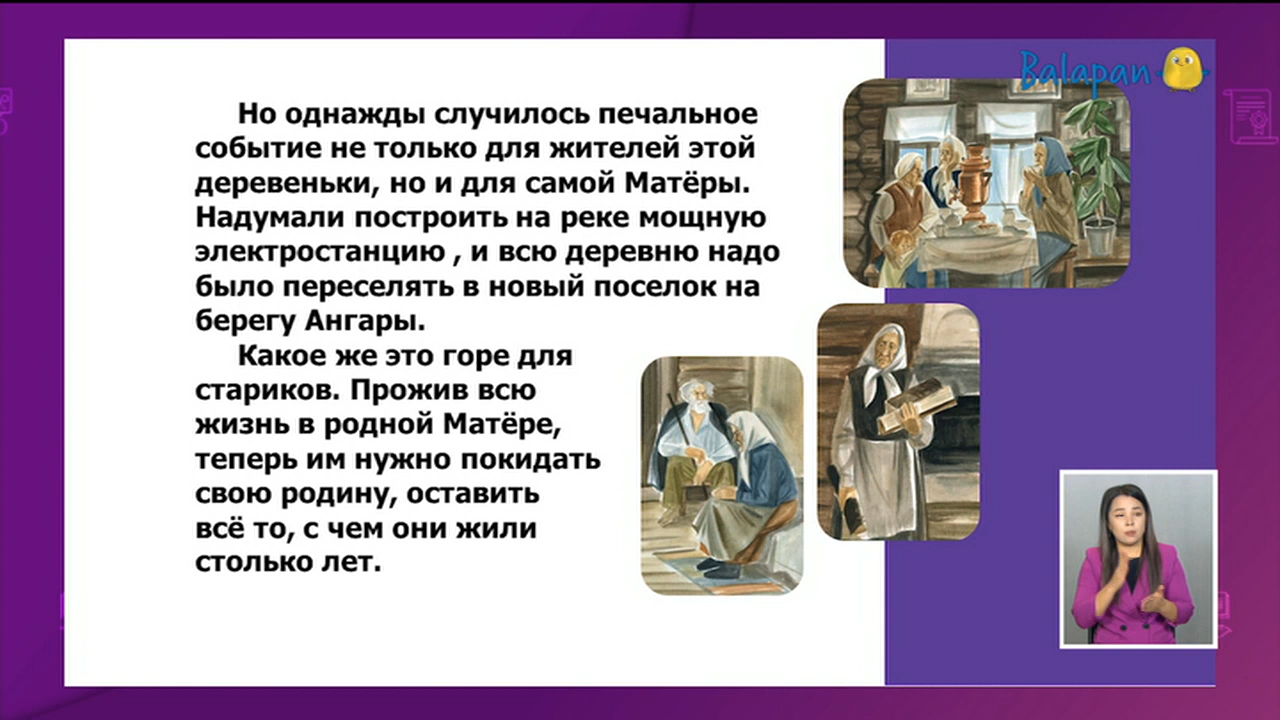 Balapan
Но однажды случилось печальное
событие не только для жителей этой
деревеньки, но и для самой Матёры.
Надумали построить на реке мощную
электростанцию , и всю деревню надо
было переселять в новый поселок на
берегу Ангары.
Какое же это горе для
стариков. Прожив всю
жизнь в родной Матёре,
теперь им нужно покидать
свою родину, оставить
всё то, с чем они жили
столько лет.